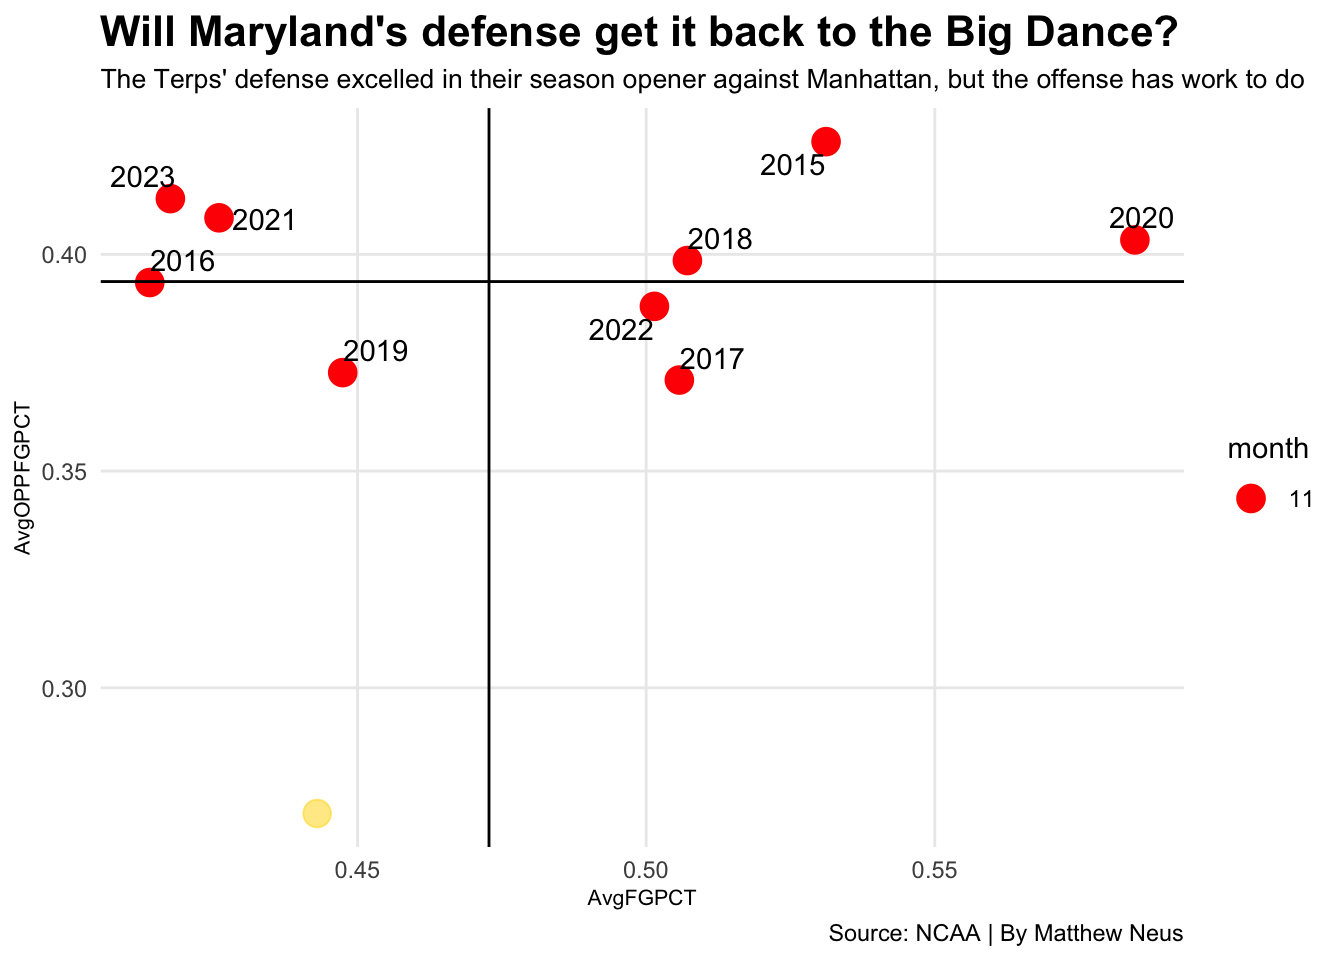 Will Maryland's defense get it back to the Big Dance?
The Terps' defense excelled in their season opener against Manhattan, but the offense has work to do
2015
2023
2021
2020
2018
2016
0.40
2022
2019
2017
AvgOPPFGPCT
month
0.35
11
0.30
0.45
0.50
0.55
AvgFGPCT
Source: NCAA | By Matthew Neus